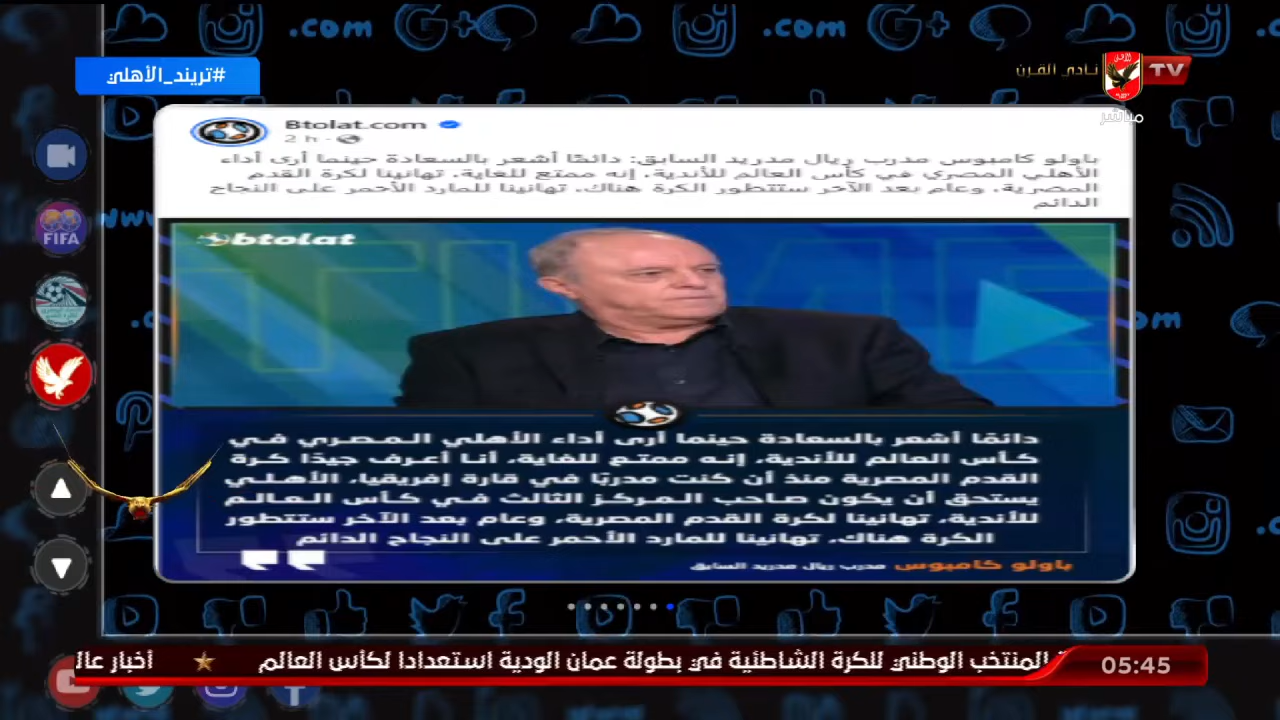 #تريند_الأهلي
نادي القرن
TV
مباشر
Btolat.com
2 h
باولو كامبوس مدرب ريال مدريد السابق: دائمًا أشعر بالسعادة حينما أرى أداء
الأهلي المصري في كأس العالم للأندية، إنه ممتع للغاية، تهانينا لكرة القدم
المصرية، وعام بعد الآخر ستتطور الكرة هناك، تهانينا للمارد الأحمر على النجاح
الدائم
btolat
FIFA
دائمًا أشعر بالسعادة حينما أرى أداء الأهلي المصري في
كأس العالم للأندية، إنه ممتع للغاية، أنا أعرف جيدًا كرة
القدم المصرية منذ أن كنت مدربًا في قارة إفريقيا، الأهلي
يستحق أن يكون صاحب المركز الثالث في كأس العالم
للأندية، تهانينا لكرة القدم المصرية، وعام بعد الآخر ستتطور
الكرة هناك، تهانينا للمارد الأحمر على النجاح الدائم
باولو كامبوس مدرب ريال مدريد السابق
المنتخب الوطني للكرة الشاطئية في بطولة عمان الودية استعدادا لكأس العالم ★ أخبار
05:45
.com
.com